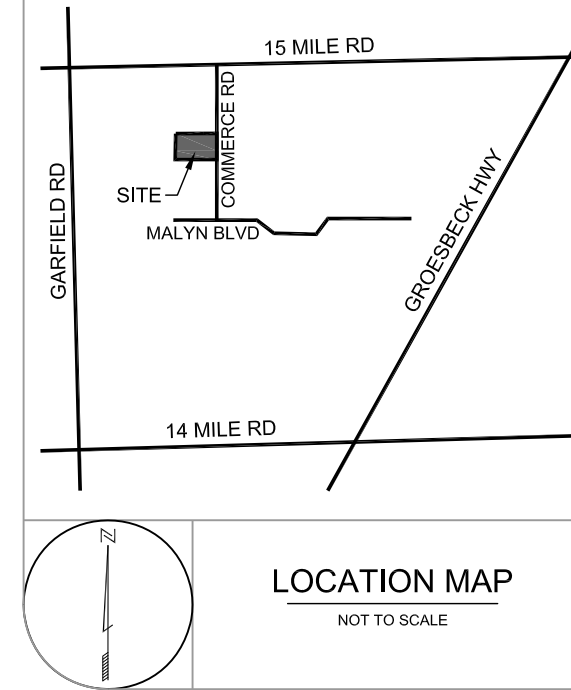 15 MILE RD
COMMERCE RD
SITE
GARFIELD RD
MALYN BLVD
GROESBECK HWY
14 MILE RD
N
LOCATION MAP
NOT TO SCALE